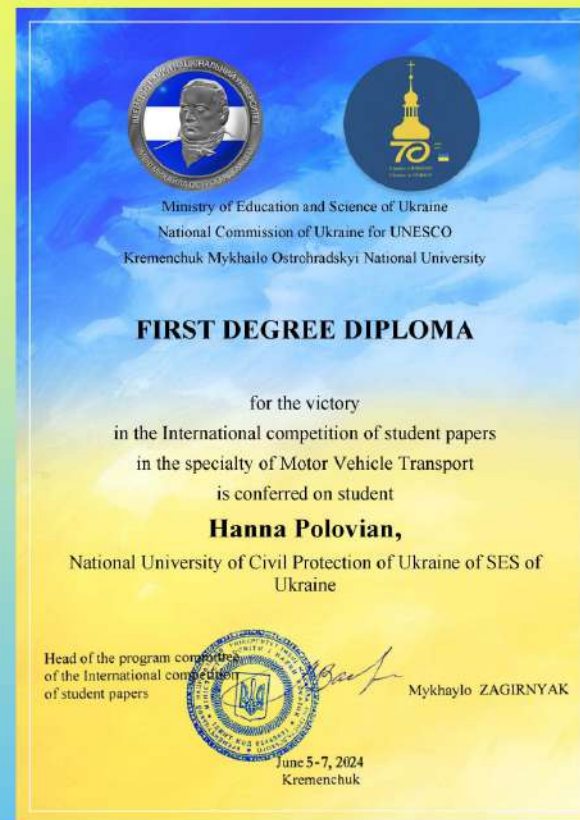 70
Ministry of Education and Science of Ukraine
National Commission of Ukraine for UNESCO
Kremenchuk Mykhailo Ostrohradskyi National University
FIRST DEGREE DIPLOMA
for the victory
in the International competition of student papers
in the specialty of Motor Vehicle Transport
is conferred on student
Hanna Polovian,
National University of Civil Protection of Ukraine of SES of
Ukraine
Head of the program committee
of the International competition
of student papers
Mykhaylo ZAGIRNYAK
June 5-7, 2024
Kremenchuk